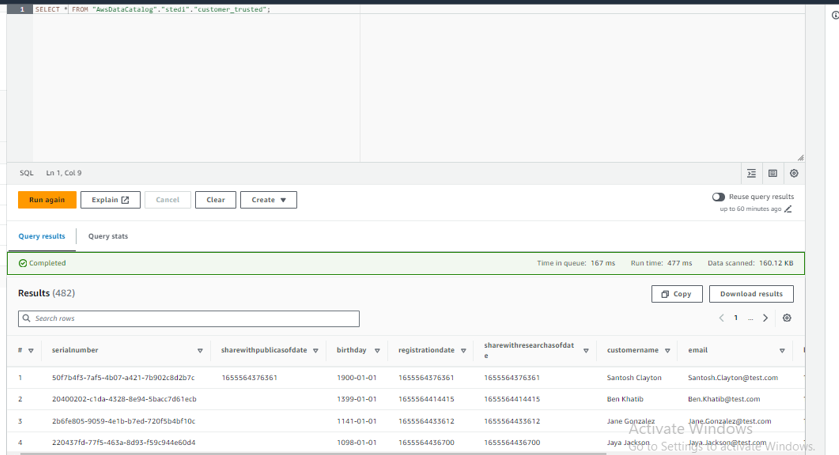 1 SELECT * FROM "AwsDataCatalog"."stedi"."customer_trusted";
SQL Ln 1, Col 9
Run again Explain Cancel Clear Create Reuse query results
up to 60 minutes ago
Query results Query stats
Completed Time in queue: 167 ms Run time: 477 ms Data scanned: 160.12 KB
Results (482) Copy Download results
Search rows 1 ...
# serialnumber sharewithpublicasofdate birthday registrationdate sharewithresearchasofdate customername email
1 50f7b4f3-7af5-4b07-a421-7b902c8d2b7c 1655564376361 1900-01-01 1655564376361 1655564376361 Santosh Clayton Santosh.Clayton@test.com
2 20400202-c1da-4328-8e94-5bacc7d61ecb 1399-01-01 1655564414415 1655564414415 Ben Khatib Ben.Khatib@test.com
3 2b6fe805-9059-4e1b-b7ed-720f5b4bf10c 1141-01-01 1655564433612 1655564433612 Jane Gonzalez Jane.Gonzalez@test.com
4 220437fd-77f5-463a-8d93-f59c944e60d4 1098-01-01 1655564436700 1655564436700 Jaya Jackson Jaya.Jackson@test.com
Activate Windows
Go to Settings to activate Windows.